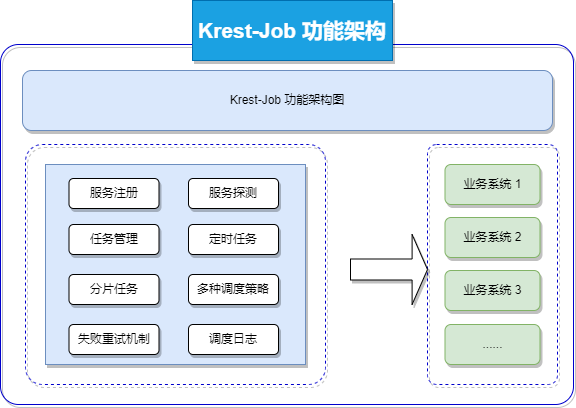 Krest-Job 功能架构
Krest-Job 功能架构图
服务注册
服务探测
任务管理
定时任务
分片任务
多种调度策略
失败重试机制
调度日志
业务系统 1
业务系统 2
业务系统 3
......